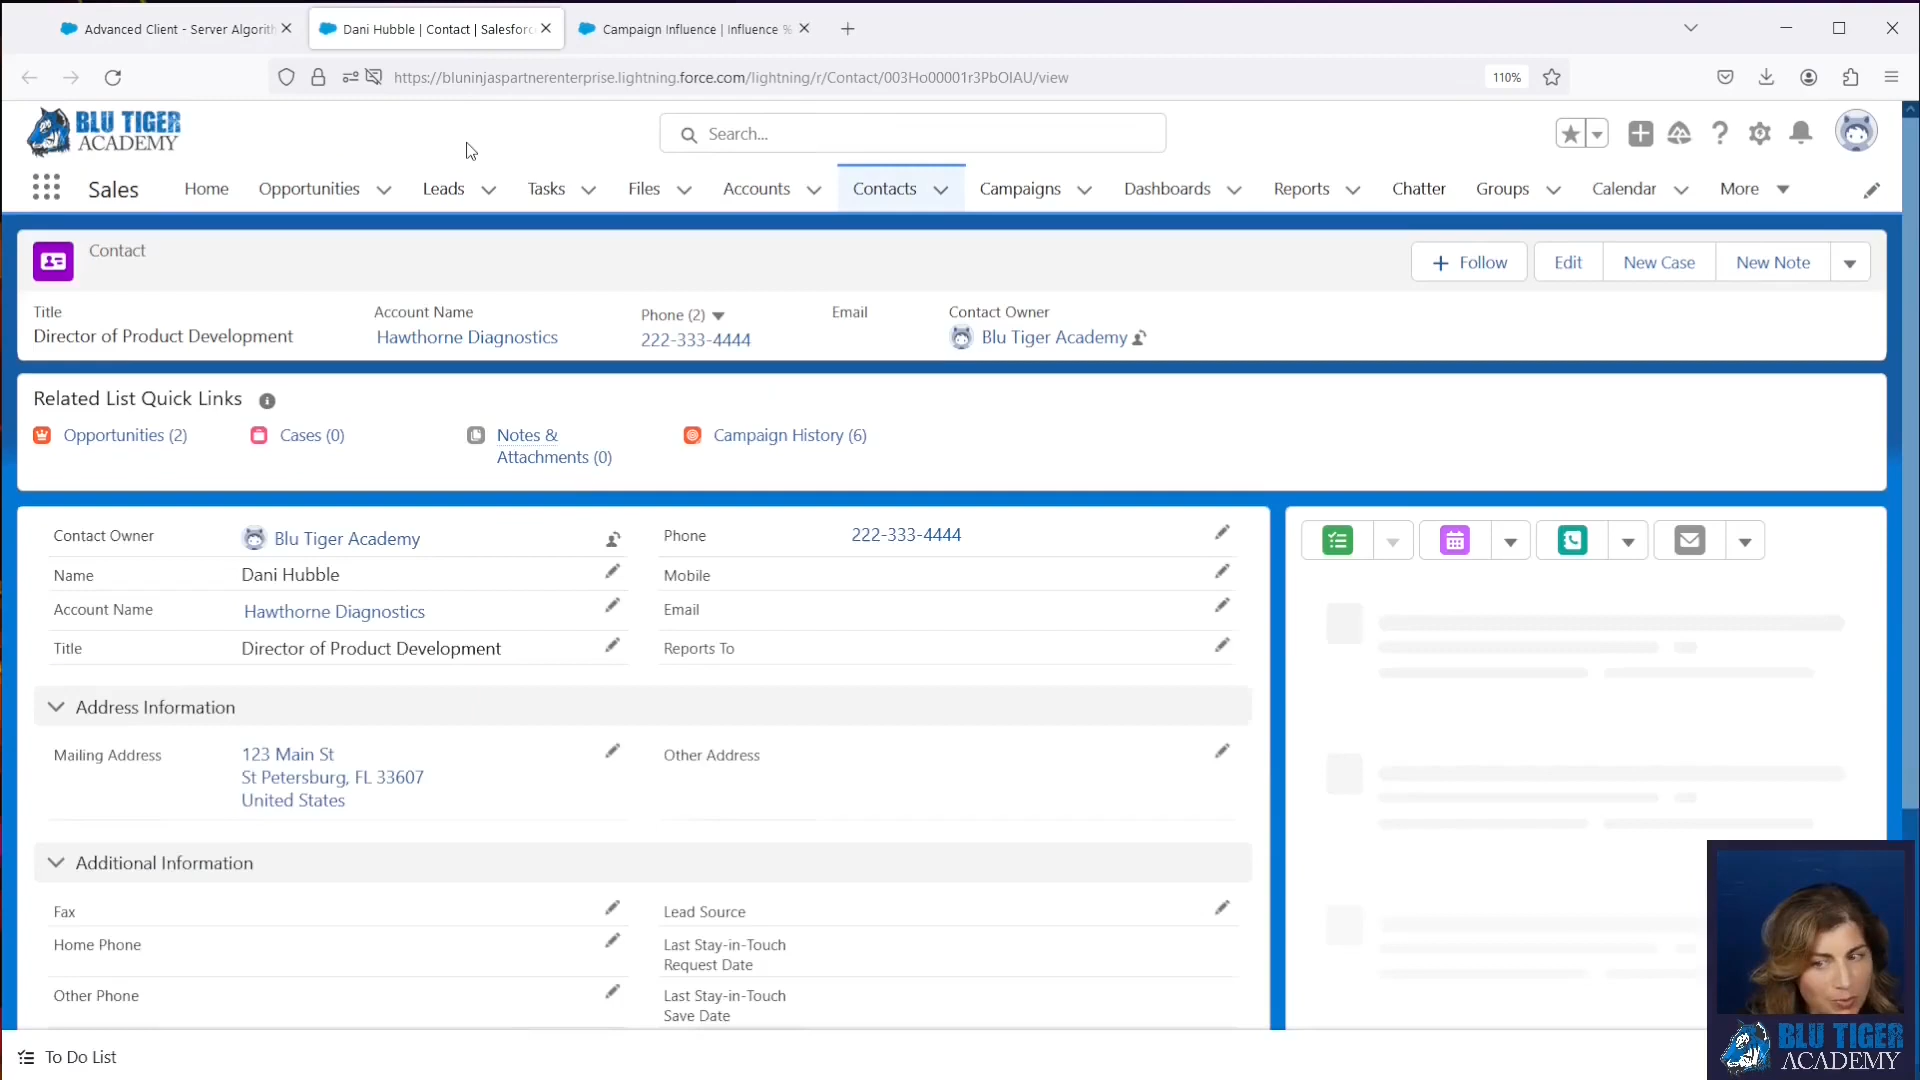 Advanced Client - Server Algorith
Dani Hubble | Contact | Salesforc
Campaign Influence | Influence %
https://bluninjaspartnerenterprise.lightning.force.com/lightning/r/Contact/003Ho00001r3PbOIAU/view
110%
BLU TIGER
ACADEMY
Search...
Sales
Home
Opportunities
Leads
Tasks
Files
Accounts
Contacts
Campaigns
Dashboards
Reports
Chatter
Groups
Calendar
More
Contact
Follow
Edit
New Case
New Note
Title
Account Name
Phone (2)
Email
Contact Owner
Director of Product Development
Hawthorne Diagnostics
222-333-4444
Blu Tiger Academy
Related List Quick Links
Opportunities (2)
Cases (0)
Notes &
Attachments (0)
Campaign History (6)
Contact Owner
Blu Tiger Academy
Phone
222-333-4444
Name
Dani Hubble
Mobile
Account Name
Hawthorne Diagnostics
Email
Title
Director of Product Development
Reports To
Address Information
Mailing Address
123 Main St
St Petersburg, FL 33607
United States
Other Address
Additional Information
Fax
Lead Source
Home Phone
Last Stay-in-Touch
Request Date
Other Phone
Last Stay-in-Touch
Save Date
To Do List
BLU TIGER
ACADEMY